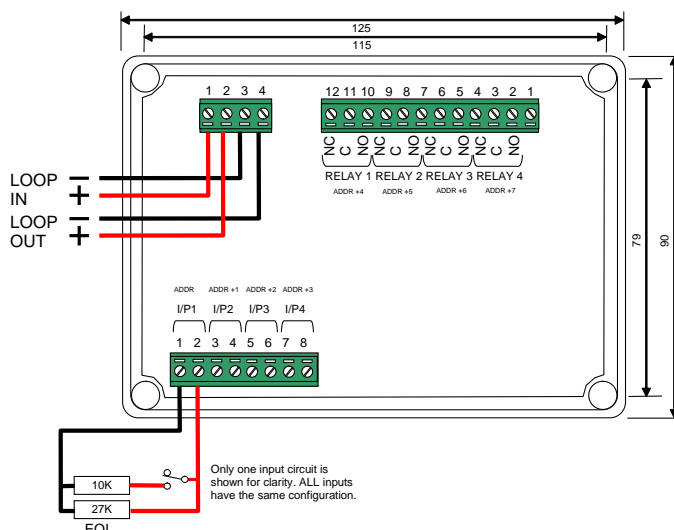 125
115
1 2 3 4
12 11 10 9 8 7 6 5 4 3 2 1
NC C NO NC C NO NC C NO NC C NO
RELAY 1 RELAY 2 RELAY 3 RELAY 4
ADDR +4 ADDR +5 ADDR +6 ADDR +7
LOOP −
IN +
LOOP −
OUT +
79
90
ADDR ADDR +1 ADDR +2 ADDR +3
I/P1 I/P2 I/P3 I/P4
1 2 3 4 5 6 7 8
Only one input circuit is
shown for clarity. ALL inputs
have the same configuration.
10K
27K
EOL